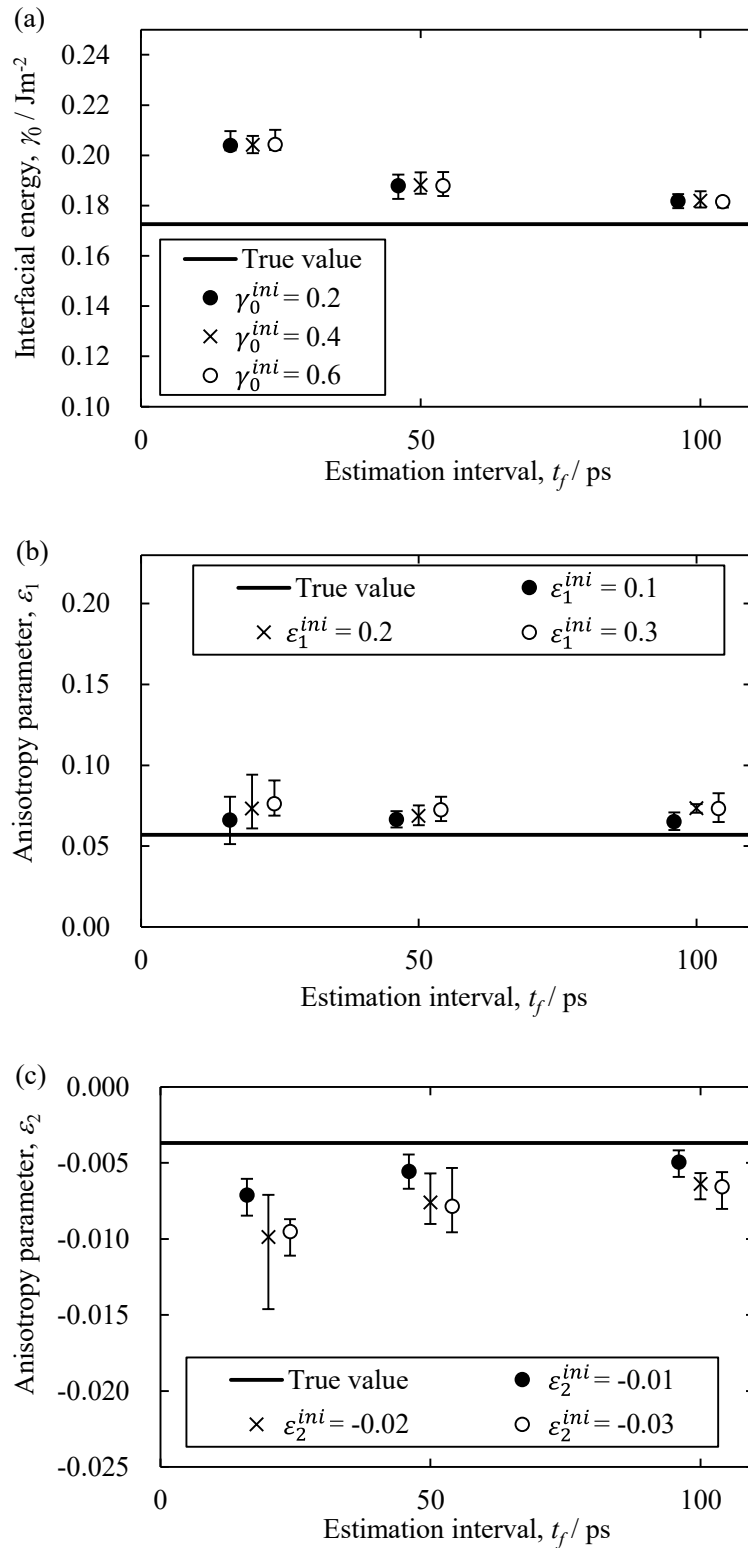 (a)
0.24
0.22
0.20
0.18
0.16
0.14
0.12
0.10
Interfacial energy, γ₀ / Jm⁻²
True value
γ₀ⁱⁿⁱ = 0.2
γ₀ⁱⁿⁱ = 0.4
γ₀ⁱⁿⁱ = 0.6
0 50 100
Estimation interval, t_f / ps
(b)
0.20
0.15
0.10
0.05
0.00
Anisotropy parameter, ε₁
True value ε₁ⁱⁿⁱ = 0.1
ε₁ⁱⁿⁱ = 0.2 ε₁ⁱⁿⁱ = 0.3
0 50 100
Estimation interval, t_f / ps
(c)
0.000
-0.005
-0.010
-0.015
-0.020
-0.025
Anisotropy parameter, ε₂
True value ε₂ⁱⁿⁱ = -0.01
ε₂ⁱⁿⁱ = -0.02 ε₂ⁱⁿⁱ = -0.03
0 50 100
Estimation interval, t_f / ps